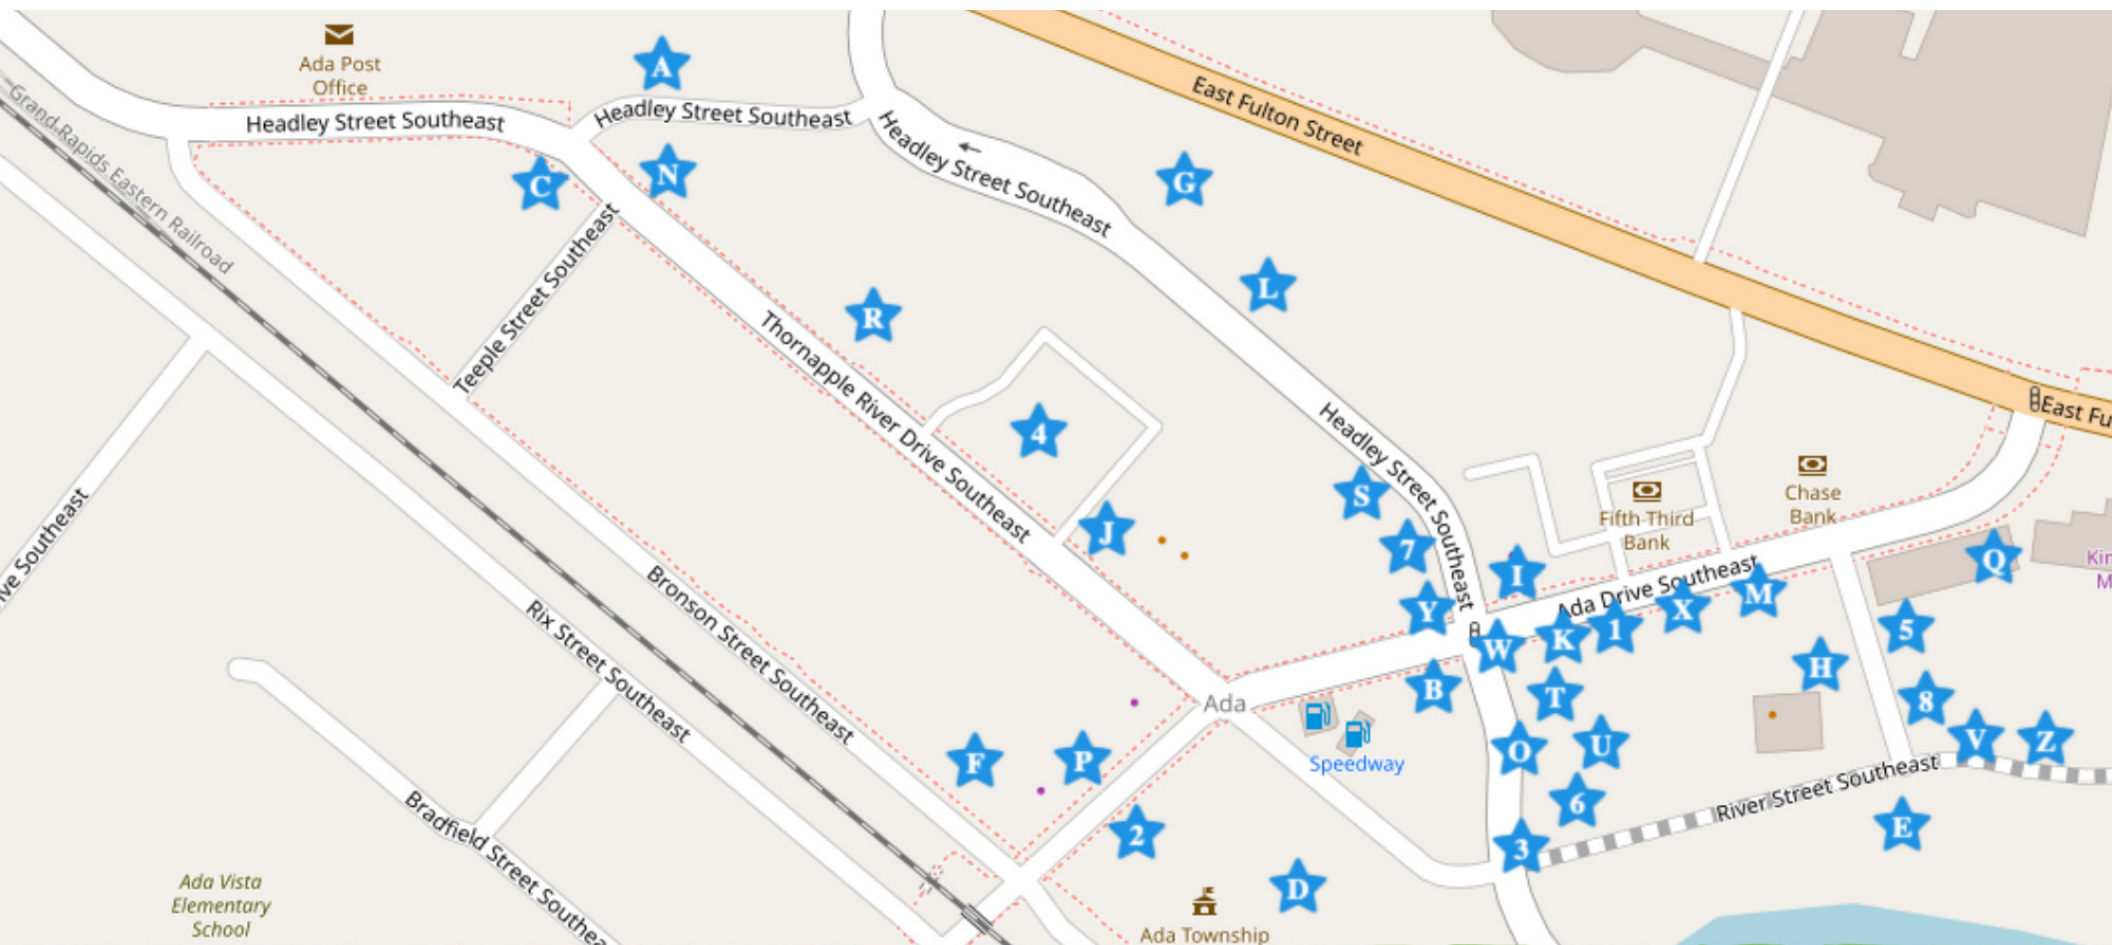 Ada Post
Office
A
East Fulton Street
Grand Rapids Eastern Railroad
Headley Street Southeast
Headley Street Southeast
Headley Street Southeast
C
N
G
L
R
Teeple Street Southeast
Thornapple River Drive Southeast
4
Headley Street Southeast
East Fu
Chase
Bank
Fifth Third
Bank
S
J
7
I
Q
ve Southeast
Kin
M
Ada Drive Southeast
Y
W
K
1
X
M
5
H
B
T
8
Bronson Street Southeast
Rix Street Southeast
Ada
Speedway
O
U
V
Z
F
P
6
River Street Southeast
2
3
E
Bradfield Street Southea
D
Ada Vista
Elementary
School
Ada Township